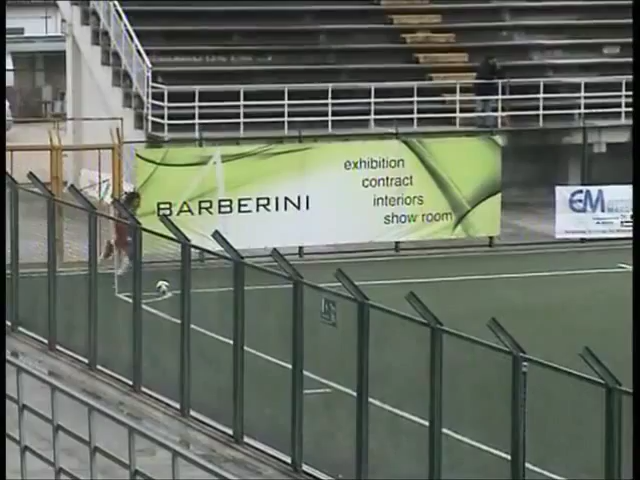 BARBERINI
exhibition
contract
interiors
show room
EM